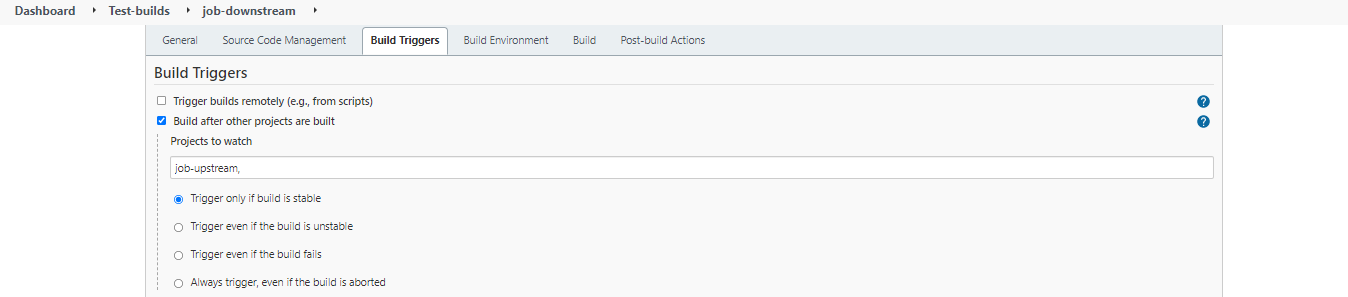 Dashboard Test-builds job-downstream
General Source Code Management Build Triggers Build Environment Build Post-build Actions
Build Triggers
Trigger builds remotely (e.g., from scripts) ?
Build after other projects are built ?
Projects to watch
job-upstream,
Trigger only if build is stable
Trigger even if the build is unstable
Trigger even if the build fails
Always trigger, even if the build is aborted